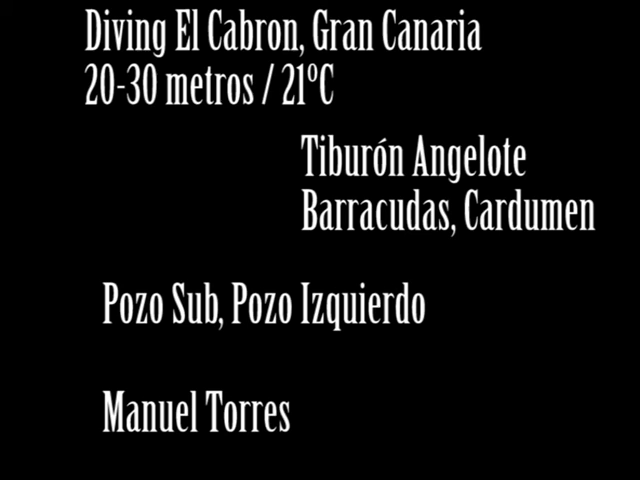 Diving El Cabron, Gran Canaria
20-30 metros / 21ºC
Tiburón Angelote
Barracudas, Cardumen
Pozo Sub, Pozo Izquierdo
Manuel Torres